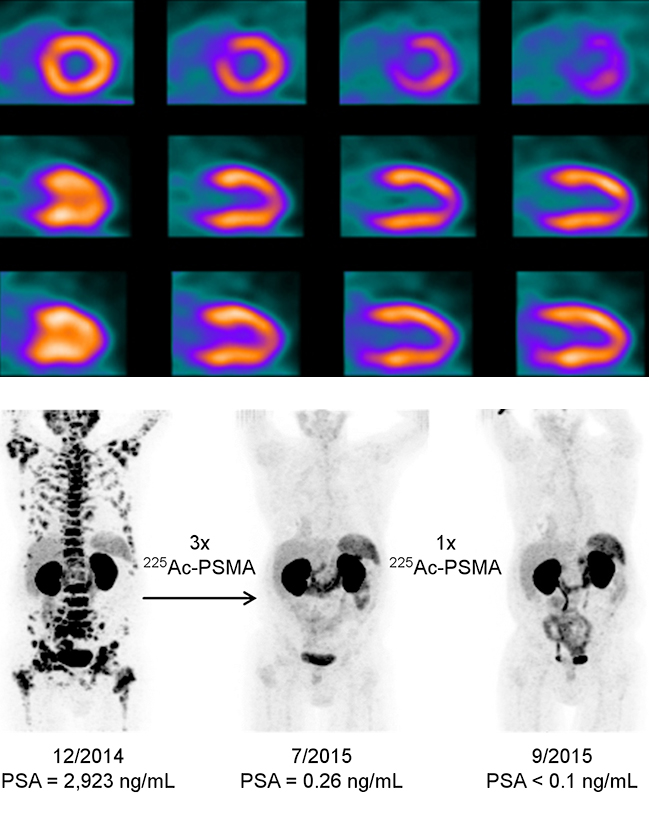 3x
²²⁵Ac-PSMA
1x
²²⁵Ac-PSMA
12/2014
PSA = 2,923 ng/mL
7/2015
PSA = 0.26 ng/mL
9/2015
PSA < 0.1 ng/mL